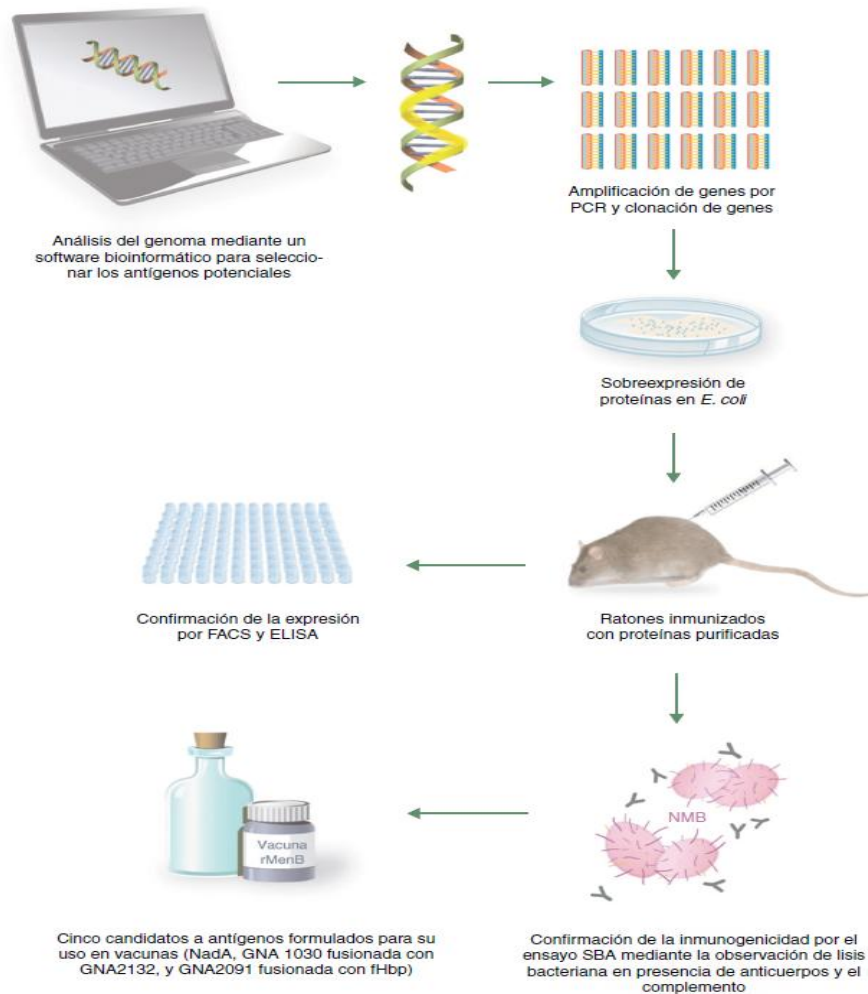 Análisis del genoma mediante un
software bioinformático para seleccio-
nar los antígenos potenciales
Amplificación de genes por
PCR y clonación de genes
Sobreexpresión de
proteínas en E. coli
Confirmación de la expresión
por FACS y ELISA
Ratones inmunizados
con proteínas purificadas
Vacuna
rMenB
NMB
Cinco candidatos a antígenos formulados para su
uso en vacunas (NadA, GNA 1030 fusionada con
GNA2132, y GNA2091 fusionada con fHbp)
Confirmación de la inmunogenicidad por el
ensayo SBA mediante la observación de lisis
bacteriana en presencia de anticuerpos y el
complemento